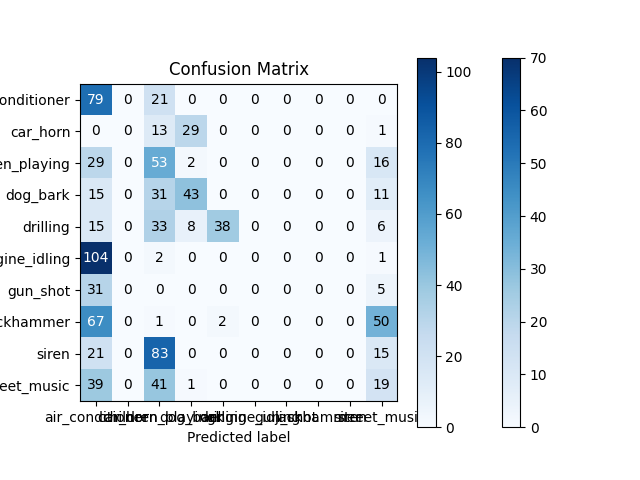 Confusion Matrix
onditioner 79 0 21 0 0 0 0 0 0 0
car_horn 0 0 13 29 0 0 0 0 0 1
en_playing 29 0 53 2 0 0 0 0 0 16
dog_bark 15 0 31 43 0 0 0 0 0 11
drilling 15 0 33 8 38 0 0 0 0 6
gine_idling 104 0 2 0 0 0 0 0 0 1
gun_shot 31 0 0 0 0 0 0 0 0 5
ckhammer 67 0 1 0 2 0 0 0 0 50
siren 21 0 83 0 0 0 0 0 0 15
eet_music 39 0 41 1 0 0 0 0 0 19
Predicted label
100
80
60
40
20
0
70
60
50
40
30
20
10
0